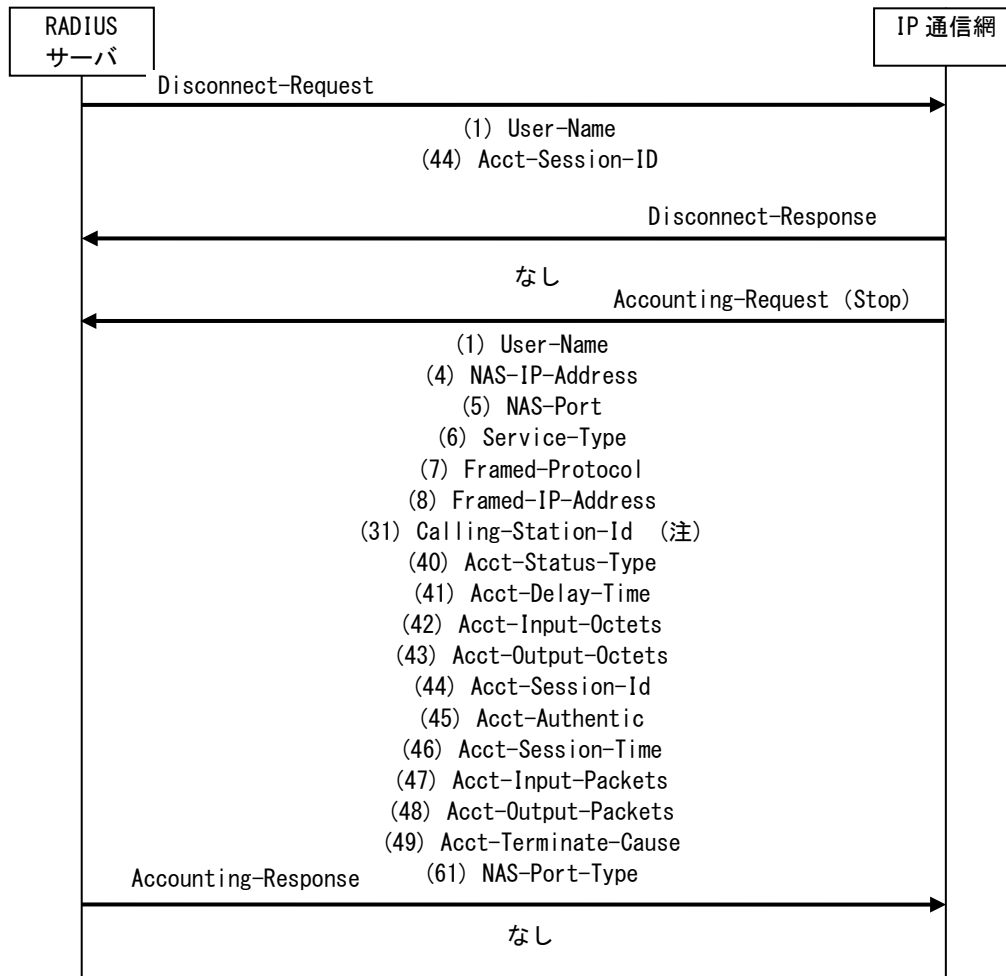 RADIUS
サーバ
IP 通信網
Disconnect-Request
(1) User-Name
(44) Acct-Session-ID
Disconnect-Response
なし
Accounting-Request (Stop)
(1) User-Name
(4) NAS-IP-Address
(5) NAS-Port
(6) Service-Type
(7) Framed-Protocol
(8) Framed-IP-Address
(31) Calling-Station-Id (注)
(40) Acct-Status-Type
(41) Acct-Delay-Time
(42) Acct-Input-Octets
(43) Acct-Output-Octets
(44) Acct-Session-Id
(45) Acct-Authentic
(46) Acct-Session-Time
(47) Acct-Input-Packets
(48) Acct-Output-Packets
(49) Acct-Terminate-Cause
(61) NAS-Port-Type
Accounting-Response
なし